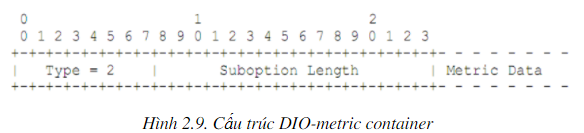 0 1 2
0 1 2 3 4 5 6 7 8 9 0 1 2 3 4 5 6 7 8 9 0 1 2 3
+-+-+-+-+-+-+-+-+-+-+-+-+-+-+-+-+-+-+-+-+-+-+-+-+- - - - - - - -
| Type = 2 | Suboption Length | Metric Data
+-+-+-+-+-+-+-+-+-+-+-+-+-+-+-+-+-+-+-+-+-+-+-+-+- - - - - - - -
Hình 2.9. Cấu trúc DIO-metric container